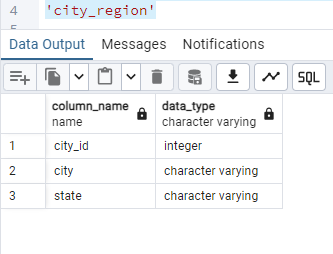 4 'city_region'
Data Output Messages Notifications
SQL
column_name data_type
name character varying
1 city_id integer
2 city character varying
3 state character varying